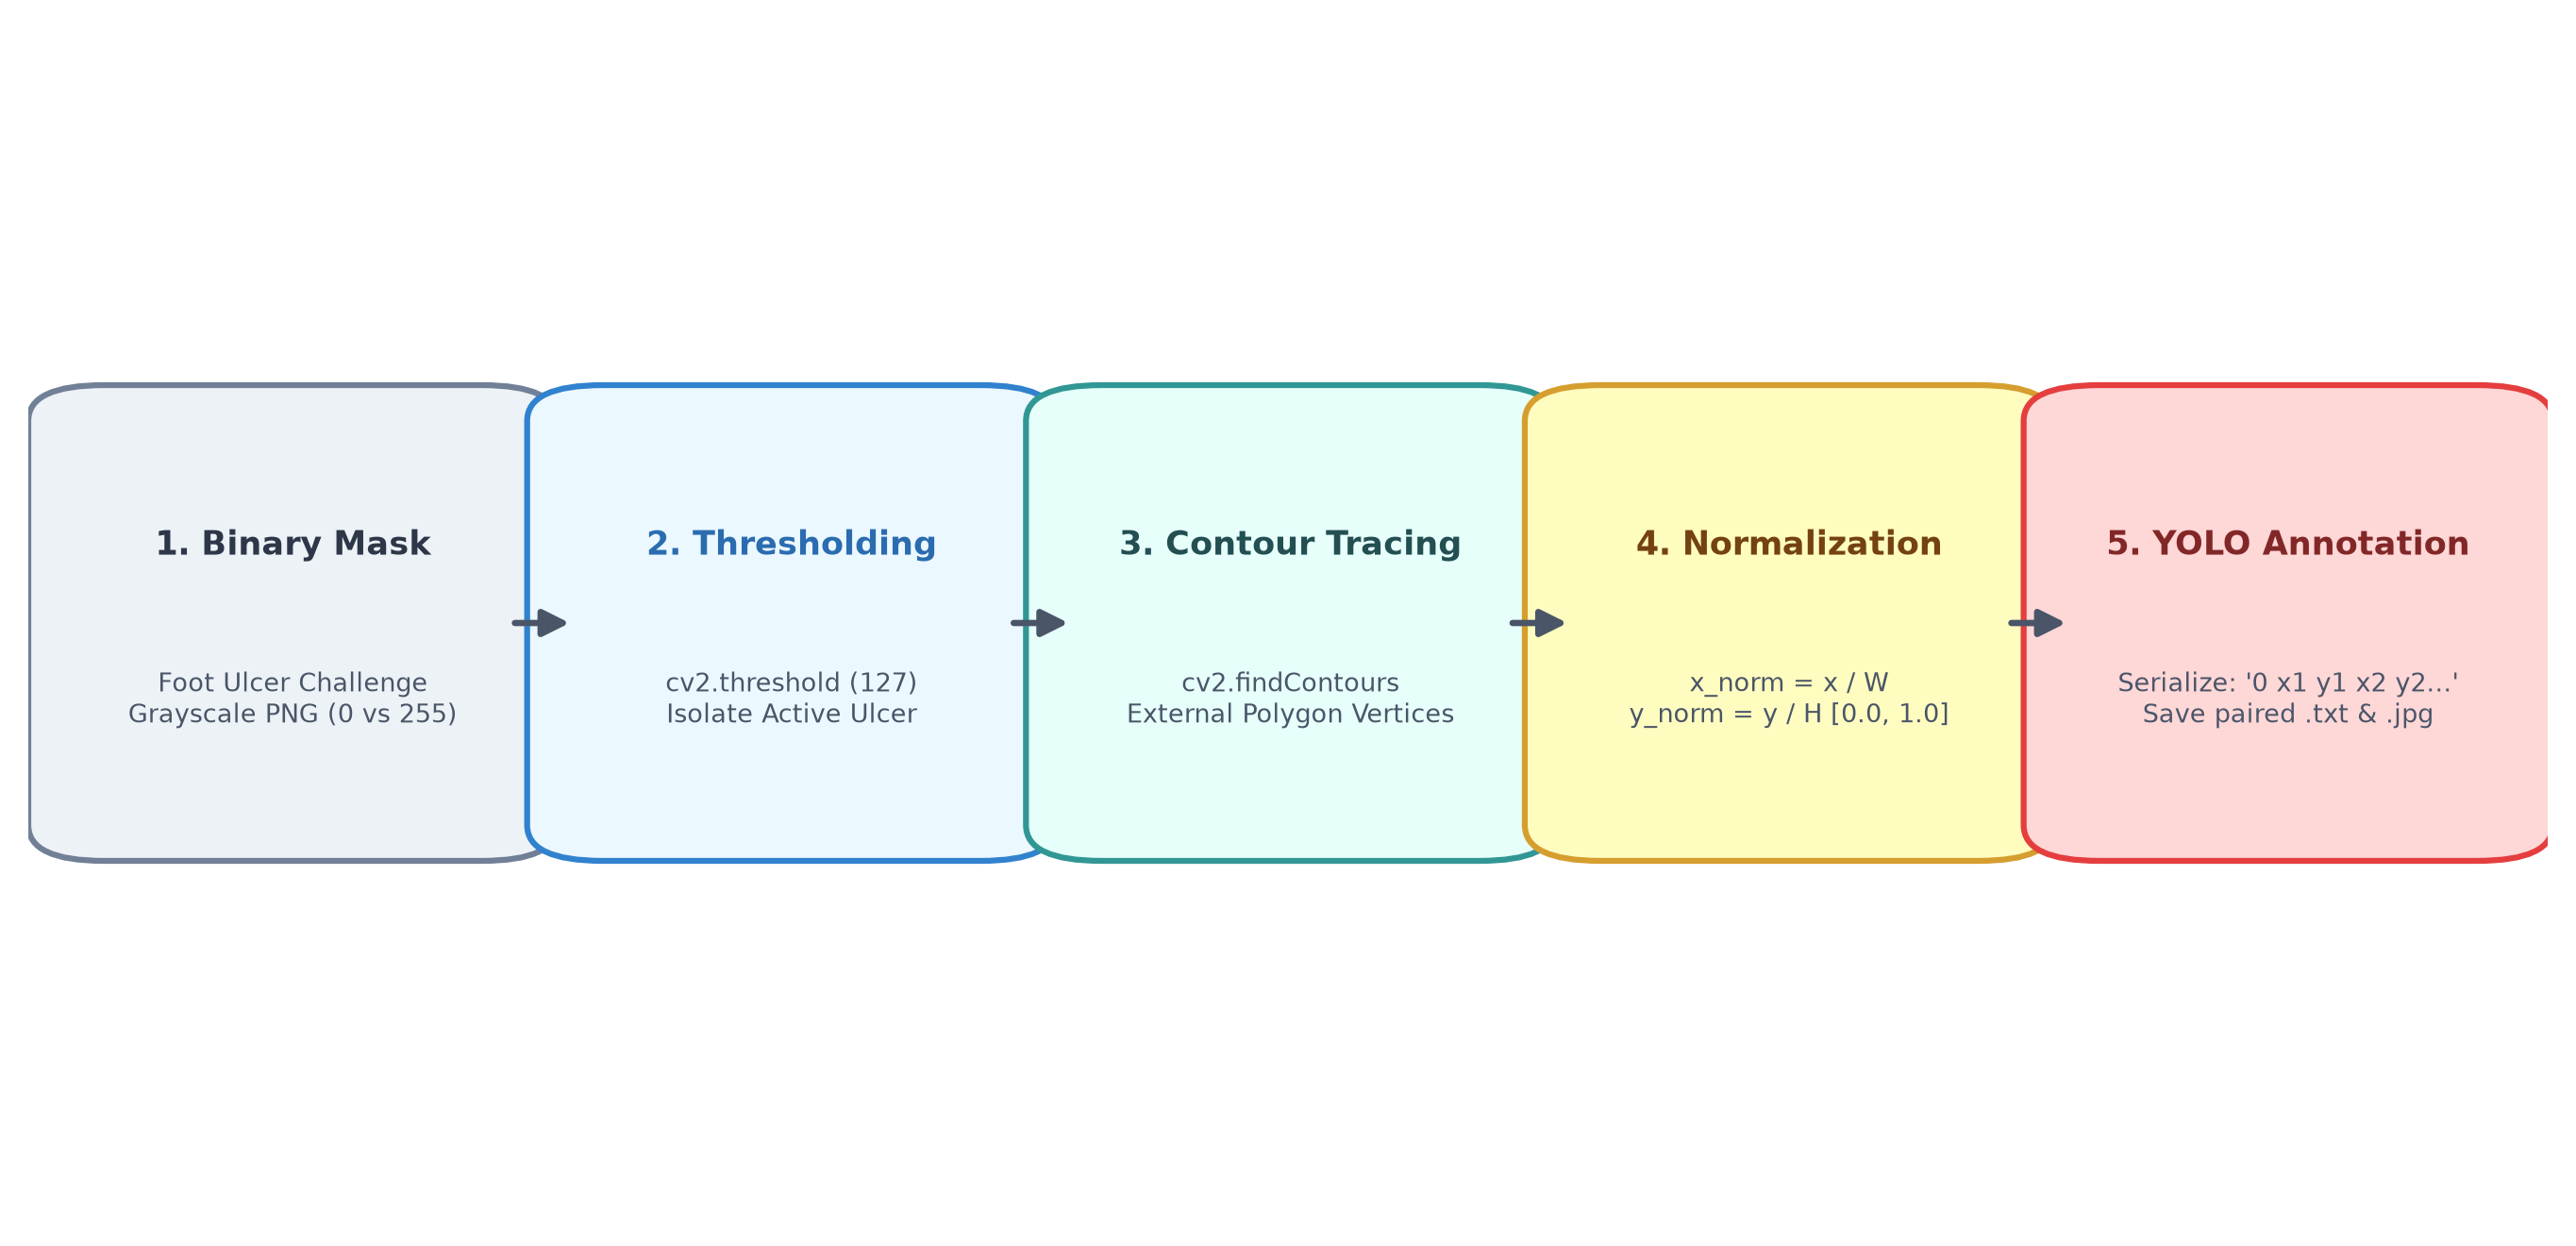 1. Binary Mask
Foot Ulcer Challenge
Grayscale PNG (0 vs 255)
2. Thresholding
cv2.threshold (127)
Isolate Active Ulcer
3. Contour Tracing
cv2.findContours
External Polygon Vertices
4. Normalization
x_norm = x / W
y_norm = y / H [0.0, 1.0]
5. YOLO Annotation
Serialize: '0 x1 y1 x2 y2...'
Save paired .txt & .jpg